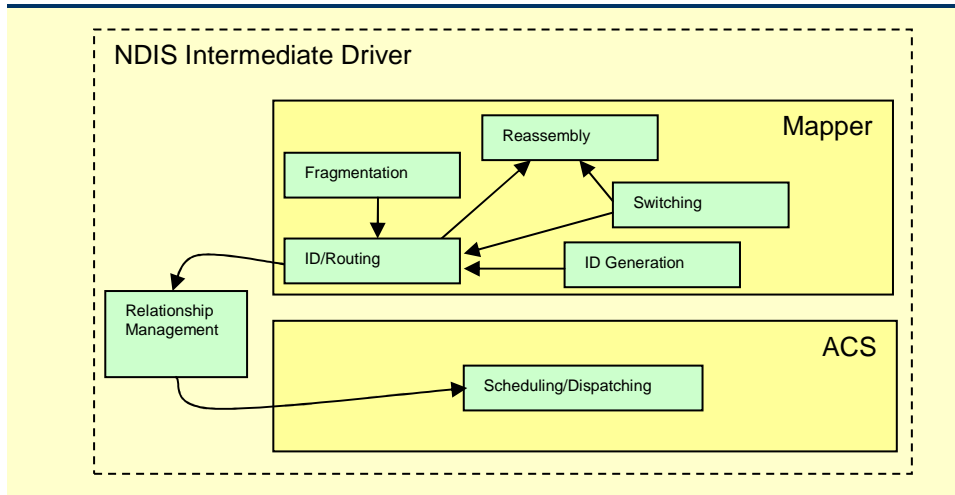 NDIS Intermediate Driver
Mapper
Reassembly
Fragmentation
Switching
ID/Routing
ID Generation
Relationship
Management
ACS
Scheduling/Dispatching